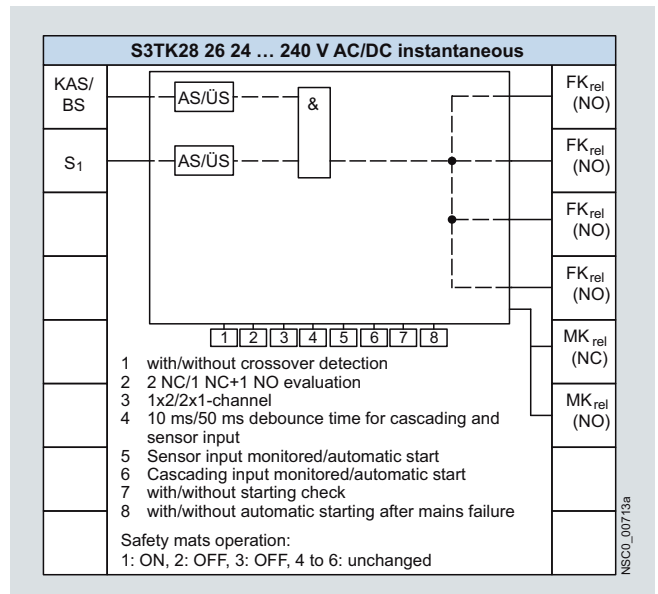 S3TK28 26 24 … 240 V AC/DC instantaneous
KAS/
BS
AS/ÜS
&
FKrel
(NO)
S1
AS/ÜS
FKrel
(NO)
FKrel
(NO)
FKrel
(NO)
MKrel
(NC)
MKrel
(NO)
1 2 3 4 5 6 7 8
1 with/without crossover detection
2 2 NC/1 NC+1 NO evaluation
3 1x2/2x1-channel
4 10 ms/50 ms debounce time for cascading and
sensor input
5 Sensor input monitored/automatic start
6 Cascading input monitored/automatic start
7 with/without starting check
8 with/without automatic starting after mains failure
Safety mats operation:
1: ON, 2: OFF, 3: OFF, 4 to 6: unchanged
NSC0_00713a